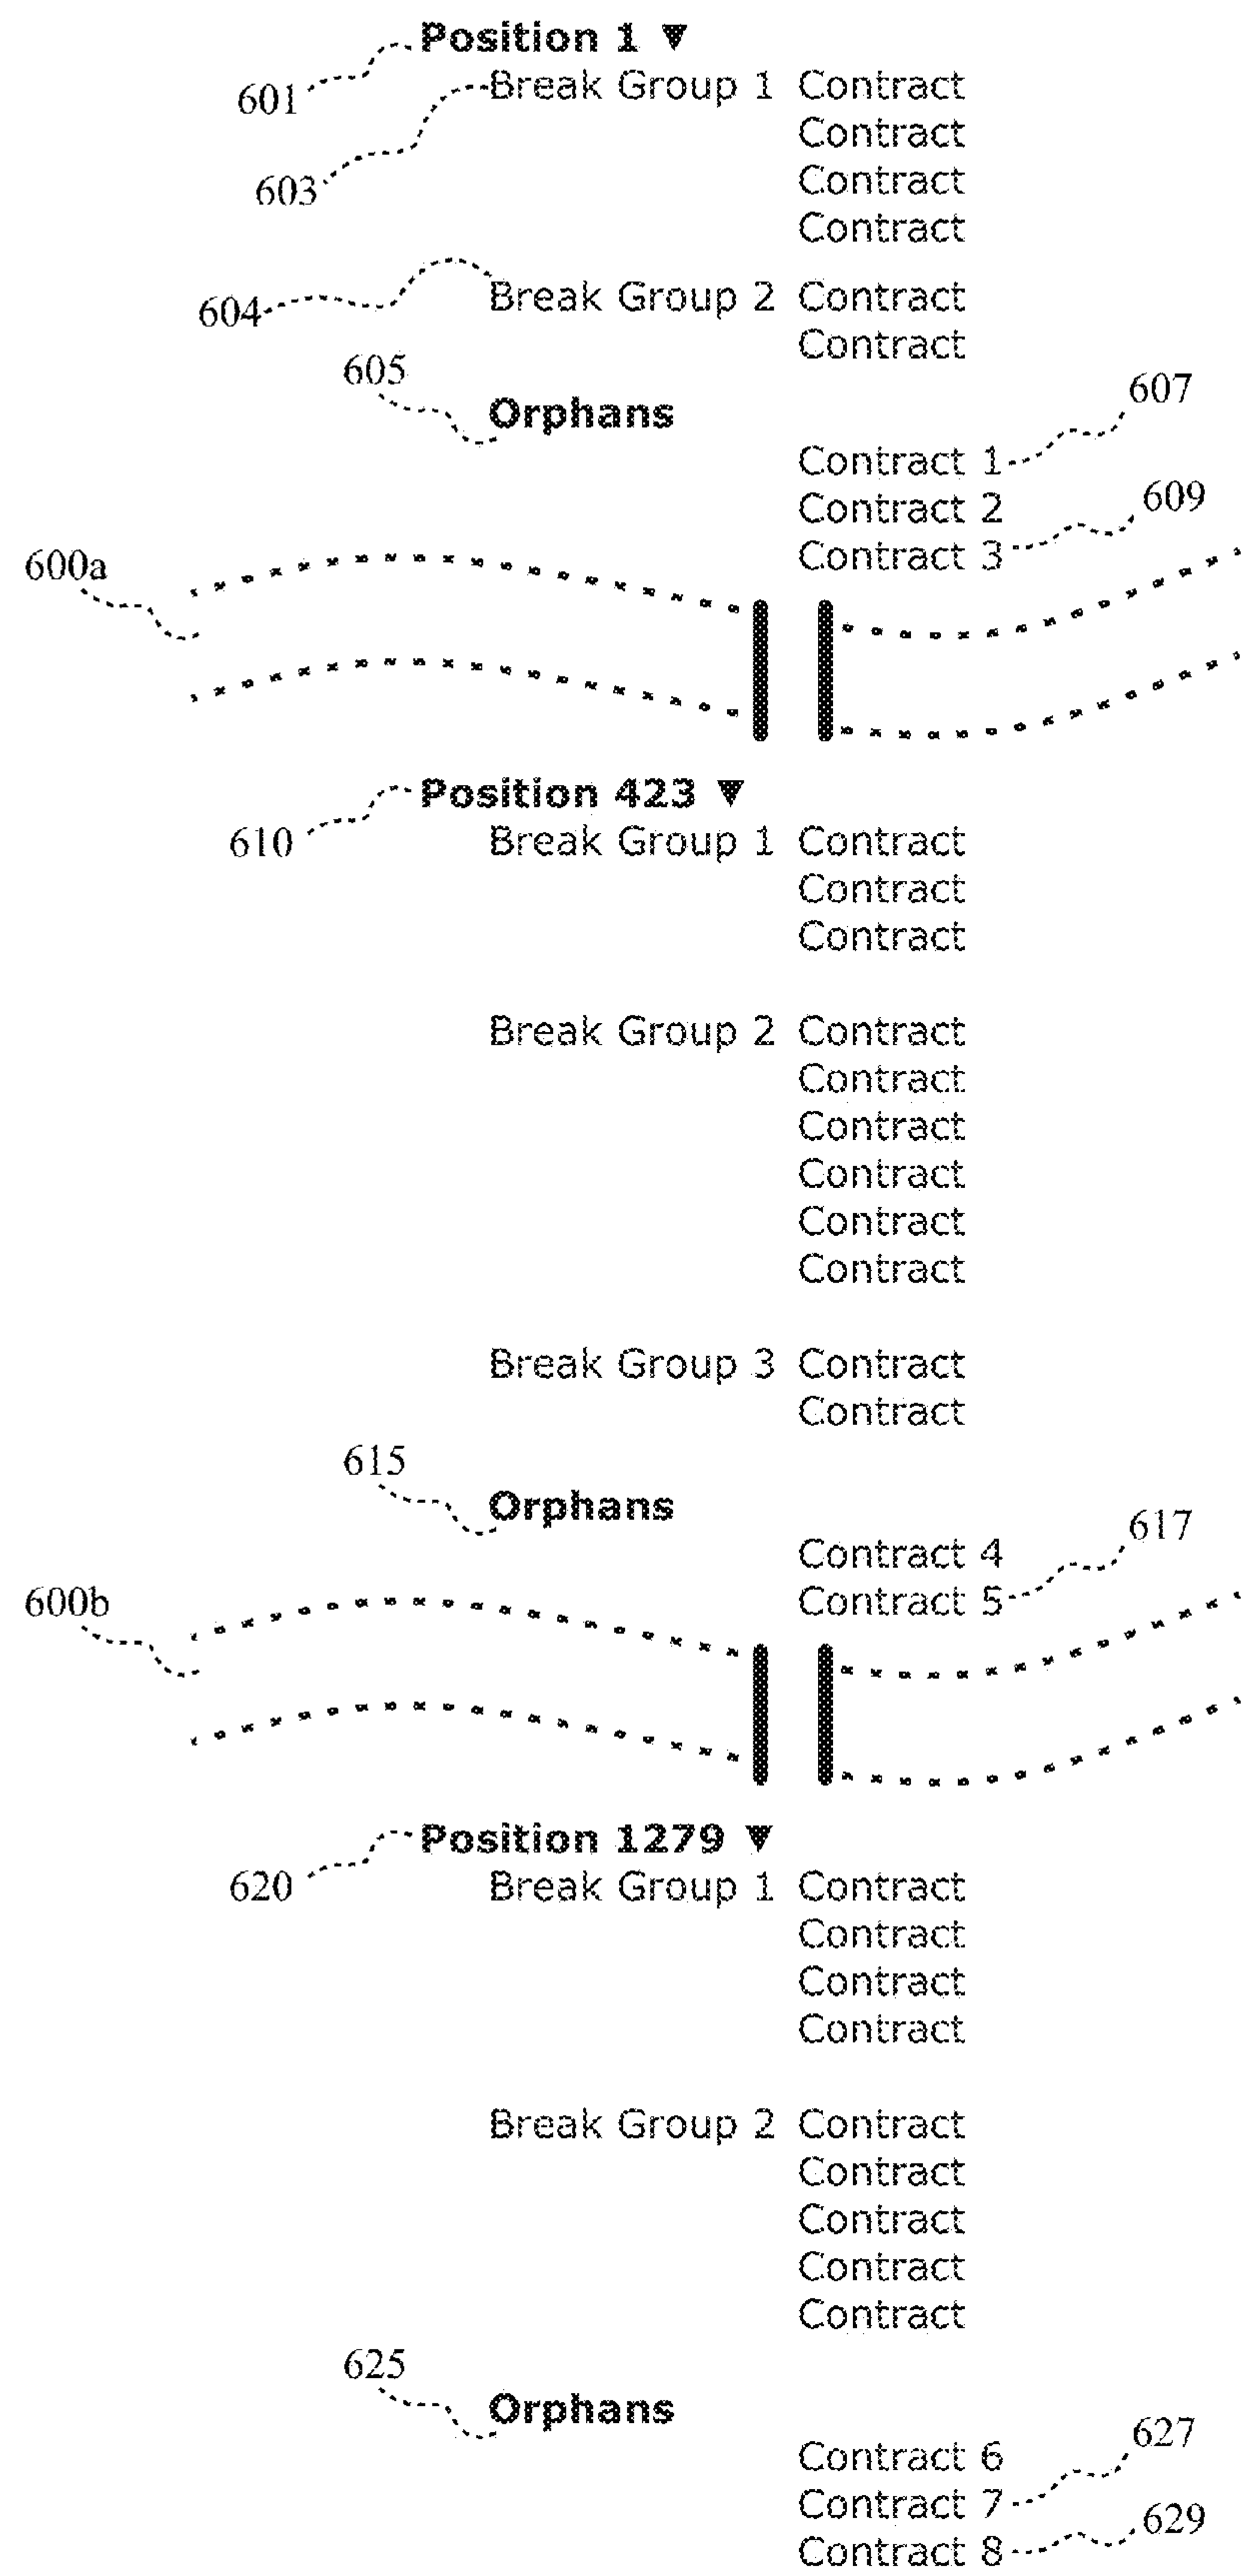 Position 1 ▼
601
Break Group 1 Contract
Contract
603
Contract
Contract
604
Break Group 2 Contract
Contract
605
Orphans
607
Contract 1
Contract 2
609
Contract 3
600a
Position 423 ▼
610
Break Group 1 Contract
Contract
Contract
Break Group 2 Contract
Contract
Contract
Contract
Contract
Contract
Break Group 3 Contract
Contract
615
Orphans
617
Contract 4
Contract 5
600b
Position 1279 ▼
620
Break Group 1 Contract
Contract
Contract
Contract
Break Group 2 Contract
Contract
Contract
Contract
Contract
625
Orphans
627
Contract 6
Contract 7
629
Contract 8